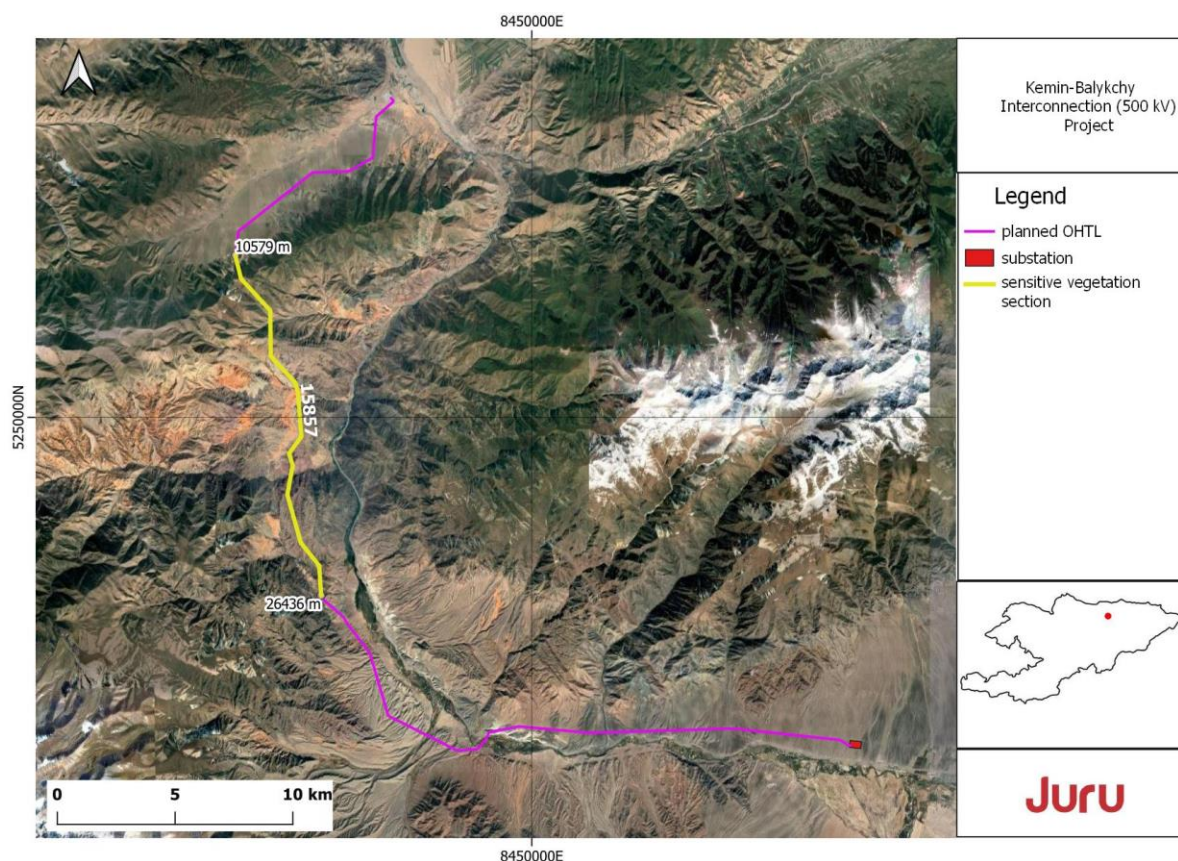 8450000E
Kemin-Balykchy
Interconnection (500 kV)
Project
Legend
planned OHTL
substation
sensitive vegetation
section
10579 m
15857
5250000N
26436 m
0 5 10 km
Juru
8450000E